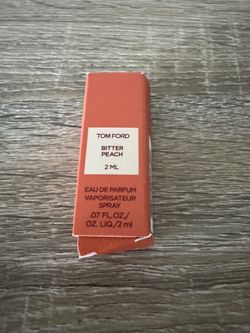 TOM FORD
BITTER
PEACH
2 ML
EAU DE PARFUM
VAPORISATEUR
SPRAY
.07 FL.OZ./
OZ. LIQ./2 ml